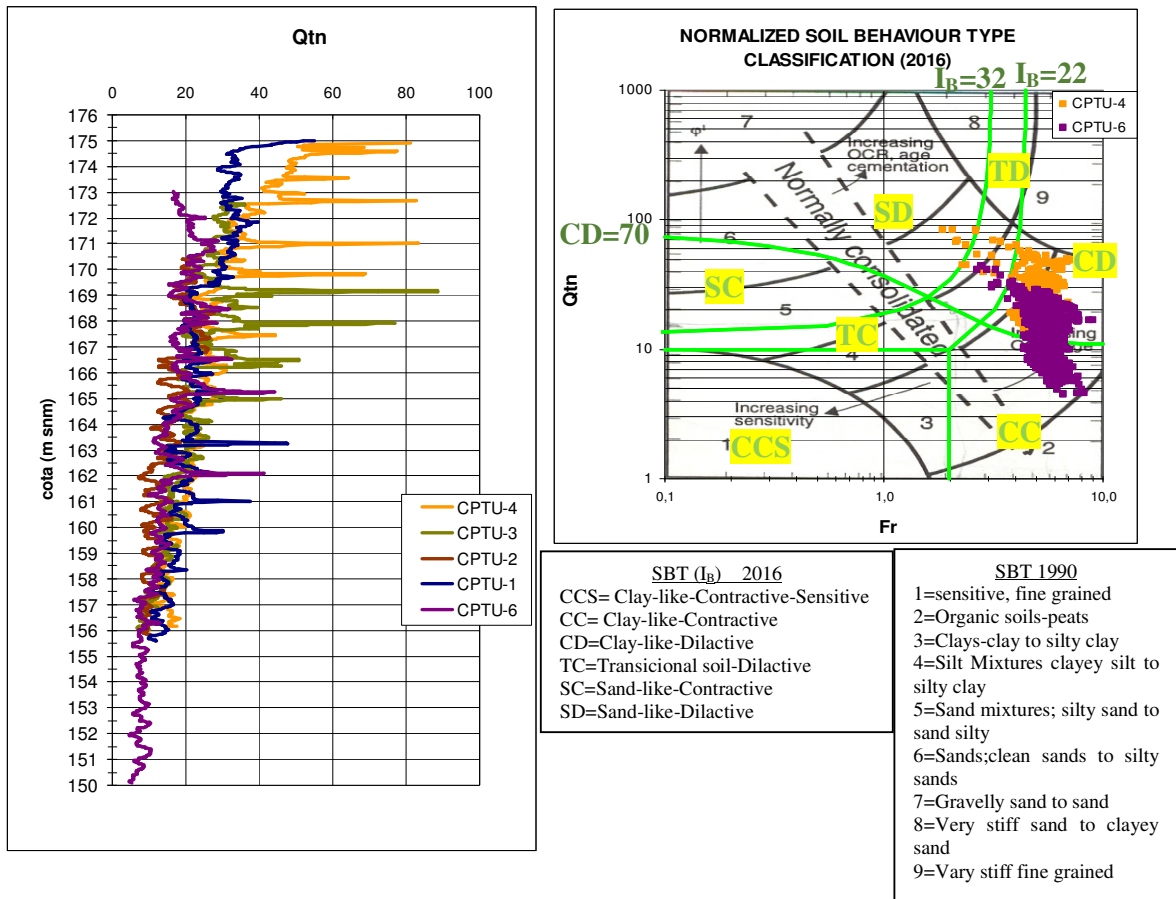 Qtn
0 20 40 60 80 100
176
175
174
173
172
171
170
169
168
167
166
165
164
163
162
161
160
159
158
157
156
155
154
153
152
151
150
cota (m snm)
CPTU-4
CPTU-3
CPTU-2
CPTU-1
CPTU-6
NORMALIZED SOIL BEHAVIOUR TYPE
CLASSIFICATION (2016)
I_B=32 I_B=22
CPTU-4
CPTU-6
1000
100
10
1
0,1 1,0 10,0
Qtn
Fr
CD=70
7
8
φ'
Increasing
OCR, age
cementation
TD
9
SD
Normally consolidated
6
CD
SC
5
TC
4
Increasing
sensitivity
3
CC
2
1
CCS
SBT (I_B) 2016
CCS= Clay-like-Contractive-Sensitive
CC= Clay-like-Contractive
CD=Clay-like-Dilactive
TC=Transicional soil-Dilactive
SC=Sand-like-Contractive
SD=Sand-like-Dilactive
SBT 1990
1=sensitive, fine grained
2=Organic soils-peats
3=Clays-clay to silty clay
4=Silt Mixtures clayey silt to
silty clay
5=Sand mixtures; silty sand to
sand silty
6=Sands;clean sands to silty
sands
7=Gravelly sand to sand
8=Very stiff sand to clayey
sand
9=Vary stiff fine grained